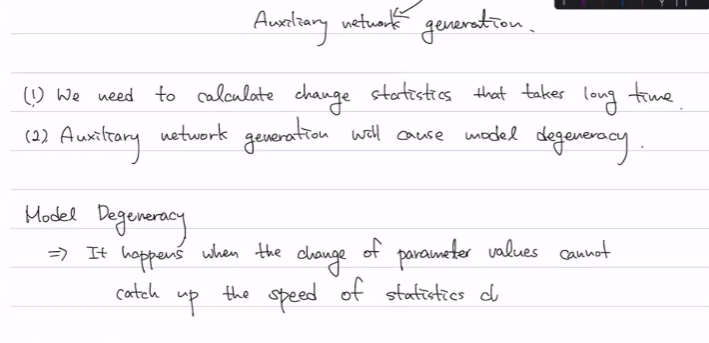 Auxiliary network generation.
(1) We need to calculate change statistics that takes long time.
(2) Auxiliary network generation will cause model degeneracy.
Model Degeneracy
⇒ It happens when the change of parameter values cannot
catch up the speed of statistics d